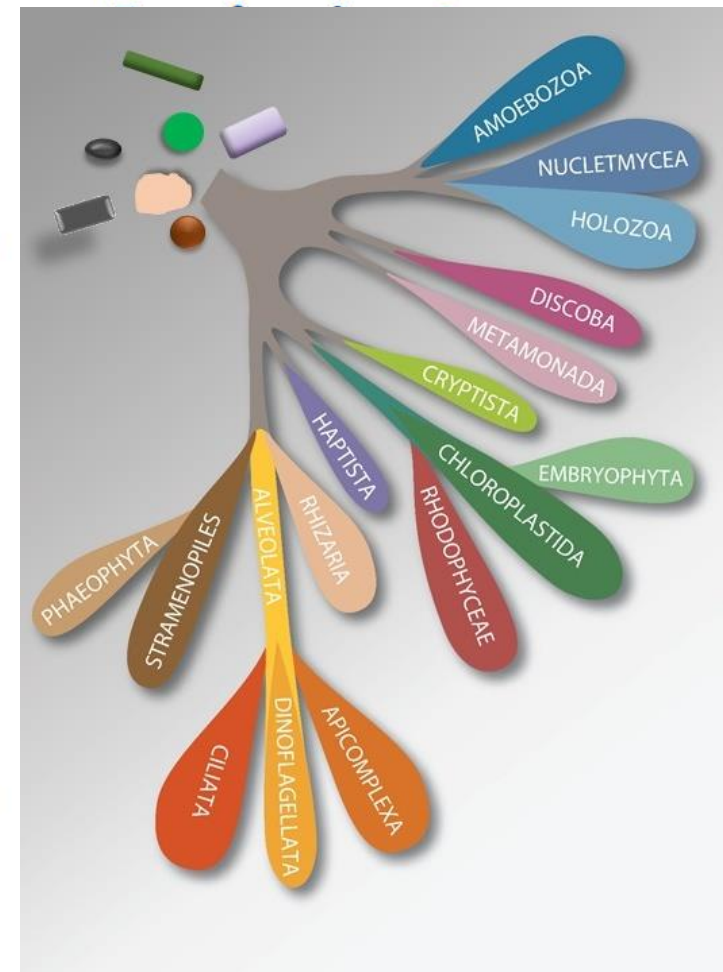 AMOEBOZOA
NUCLETMYCEA
HOLOZOA
DISCOBA
METAMONADA
CRYPTISTA
HAPTISTA
CHLOROPLASTIDA
EMBRYOPHYTA
RHODOPHYCEAE
RHIZARIA
ALVEOLATA
STRAMENOPILES
PHAEOPHYTA
CILIATA
DINOFLAGELLATA
APICOMPLEXA